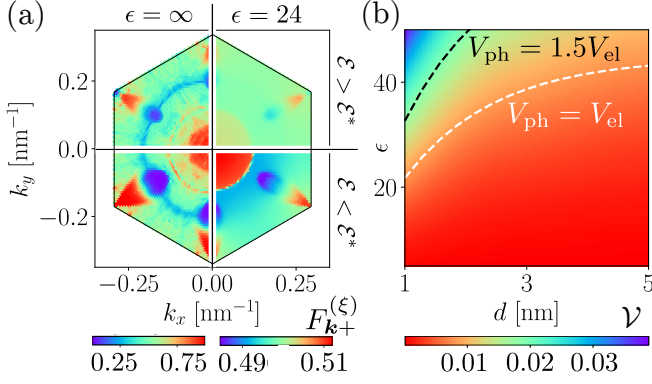 (a)
ϵ = ∞
ϵ = 24
0.2
0.0
−0.2
k_y [nm⁻¹]
−0.25
0.00
0.25
k_x [nm⁻¹]
ℰ > ℰ*
ℰ < ℰ*
F_{k+}^{(ξ)}
0.25
0.75
0.49
0.51
(b)
V_ph = 1.5V_el
V_ph = V_el
40
20
ϵ
1
3
5
d [nm]
𝒱
0.01
0.02
0.03